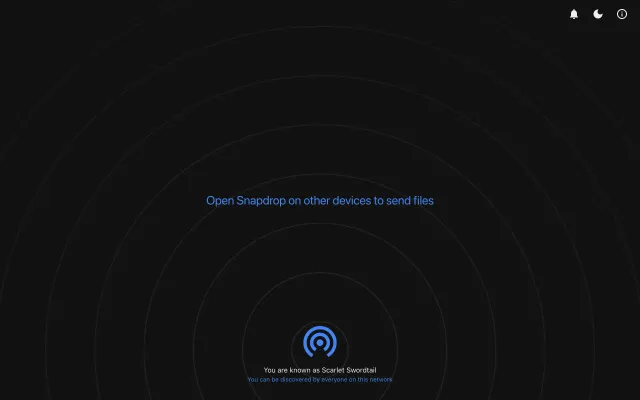 Open Snapdrop on other devices to send files
You are known as Scarlet Swordtail
You can be discovered by everyone on this network